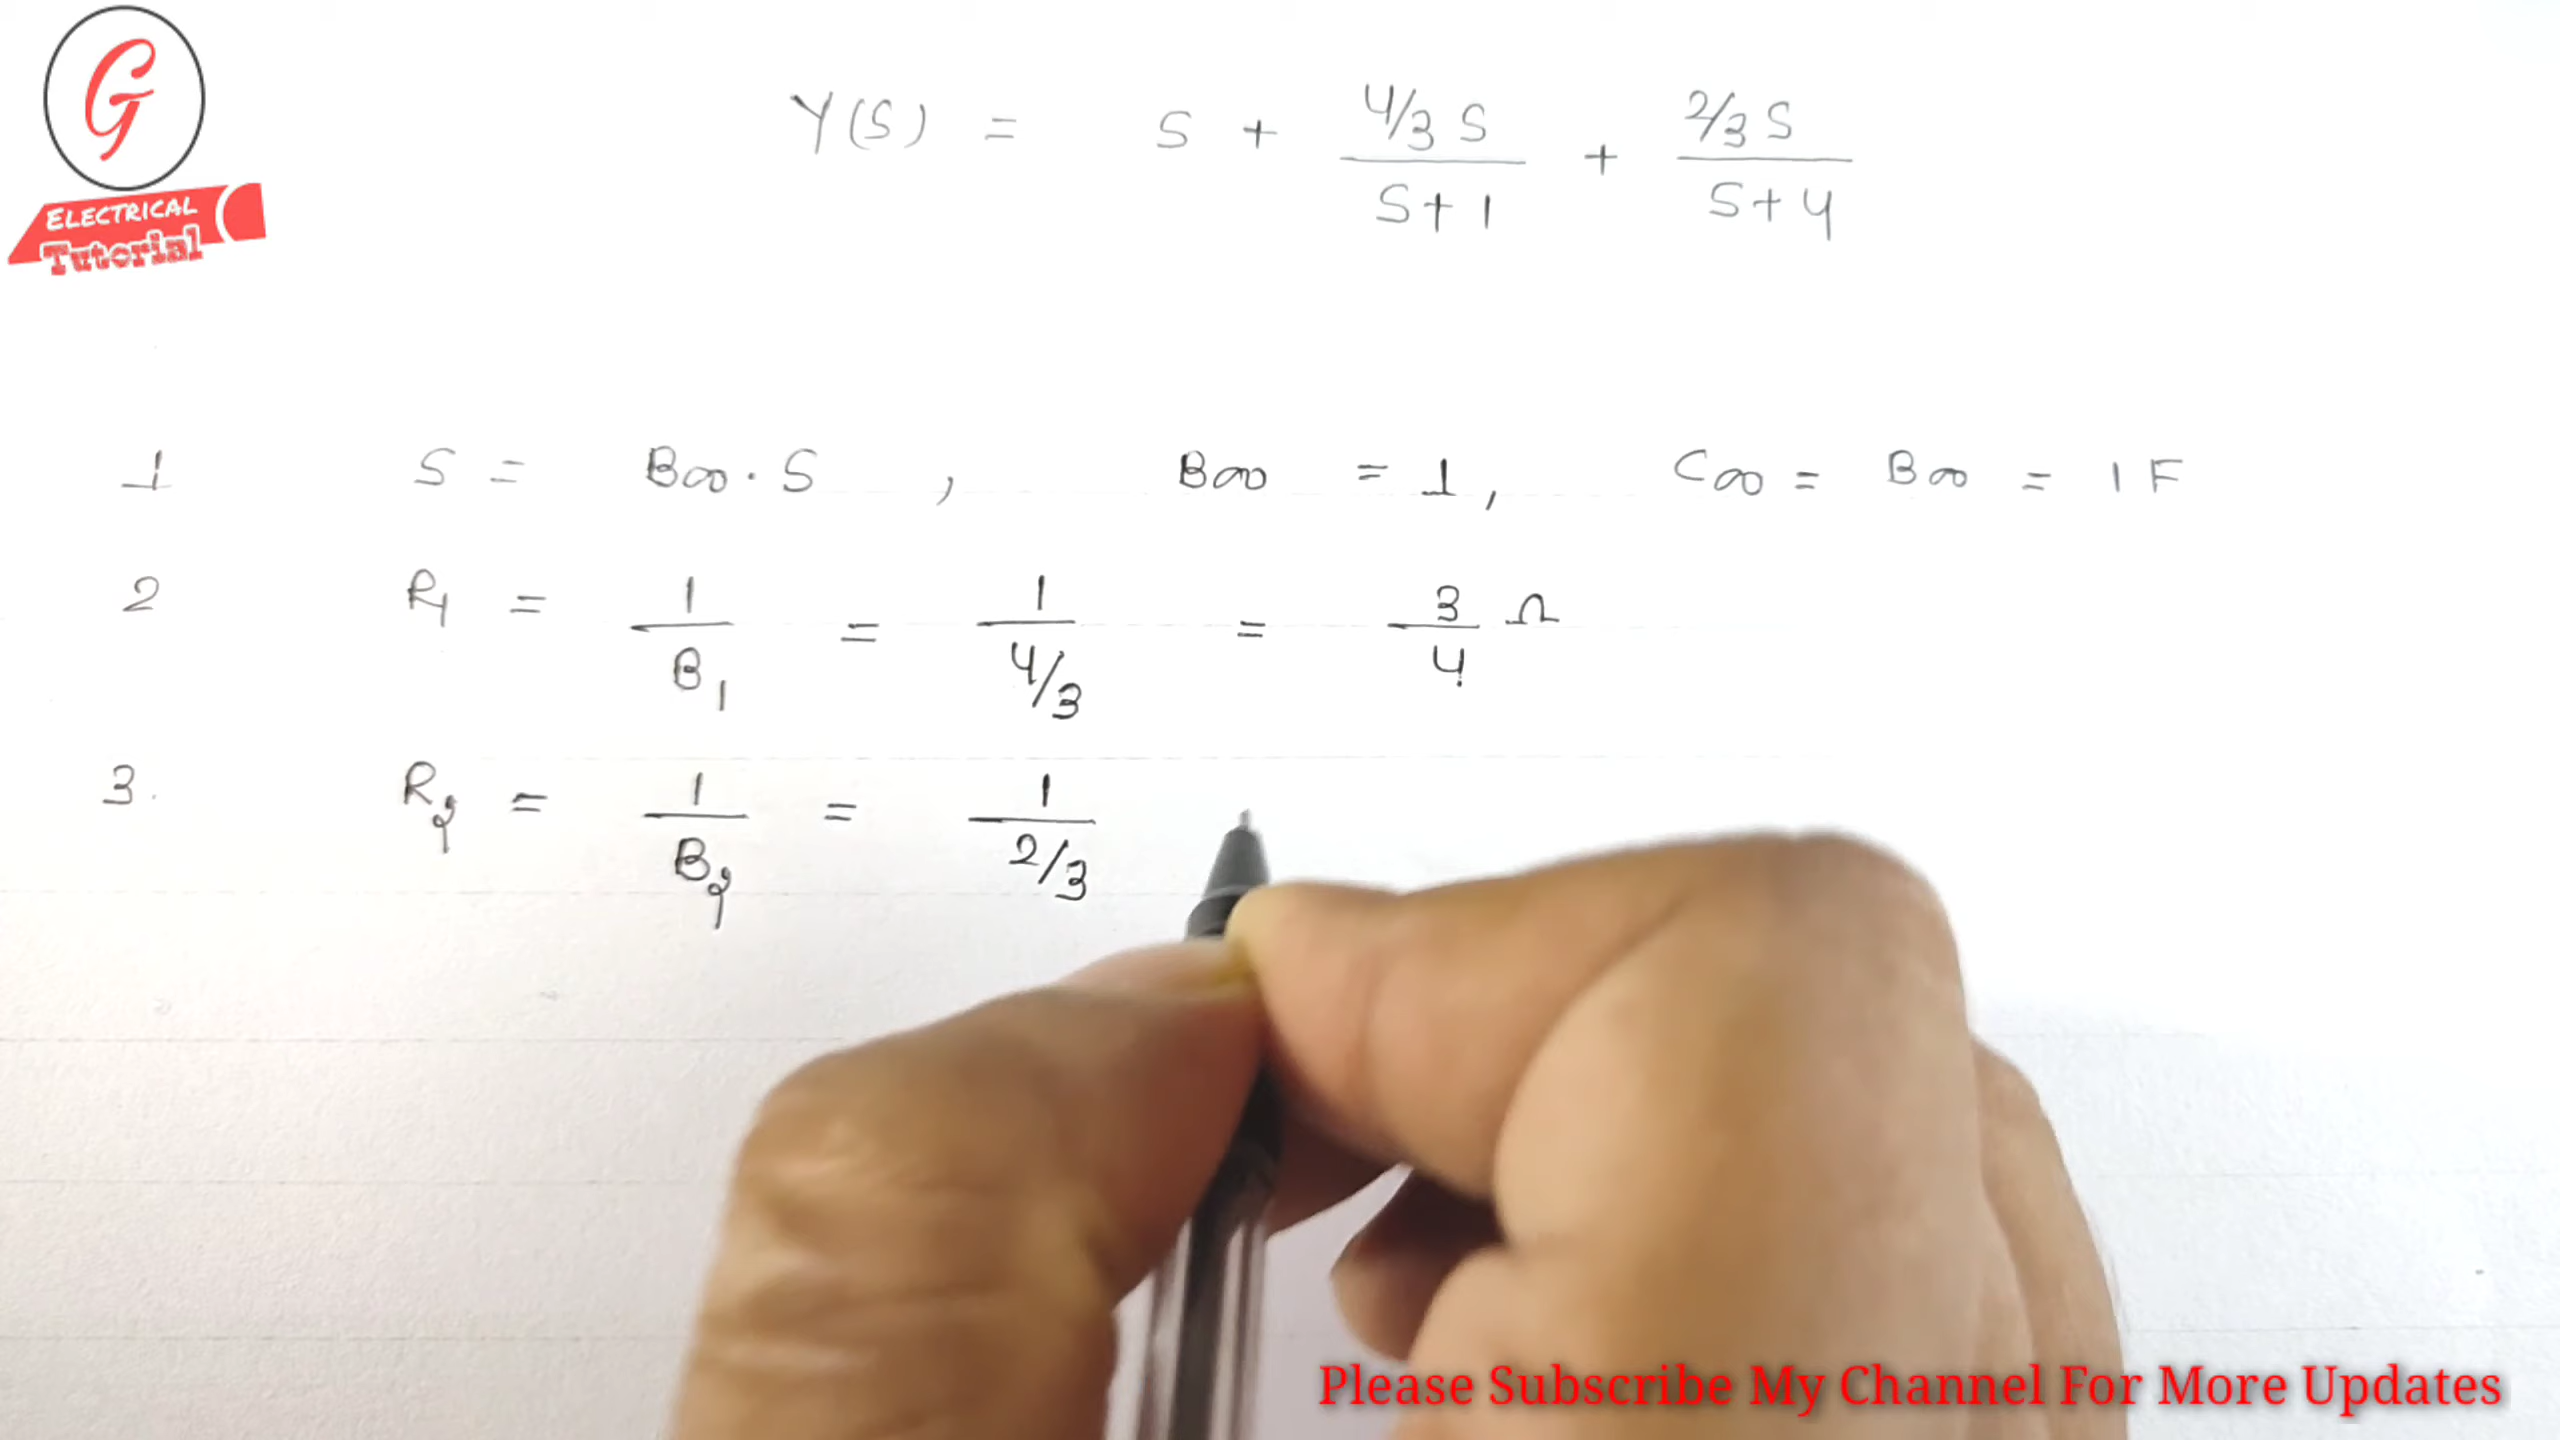 G
ELECTRICAL
Tutorial
Y(S) = S + 4/3 S / S+1 + 2/3 S / S+4
1 S = B∞ . S , B∞ = 1, C∞ = B∞ = 1 F
2 R1 = 1 / B1 = 1 / 4/3 = 3 / 4 Ω
3. R2 = 1 / B2 = 1 / 2/3
Please Subscribe My Channel For More Updates